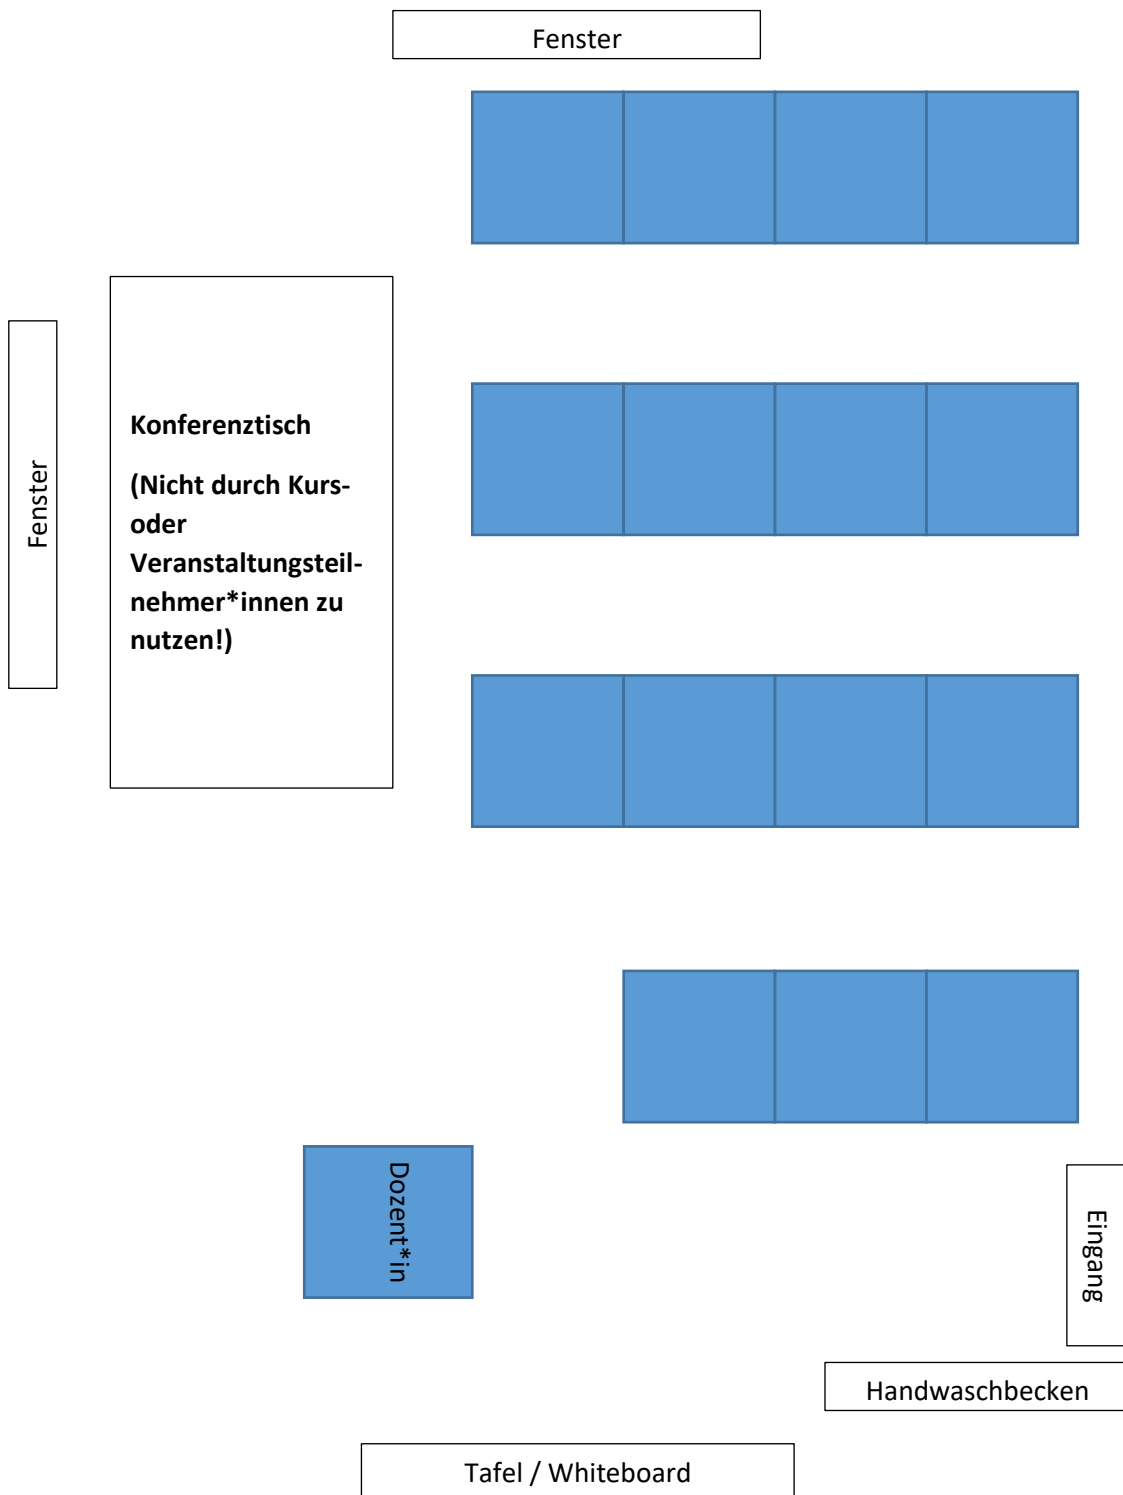 Fenster
Fenster
Konferenztisch
(Nicht durch Kurs-
oder
Veranstaltungsteil-
nehmer*innen zu
nutzen!)
Dozent*in
Eingang
Handwaschbecken
Tafel / Whiteboard